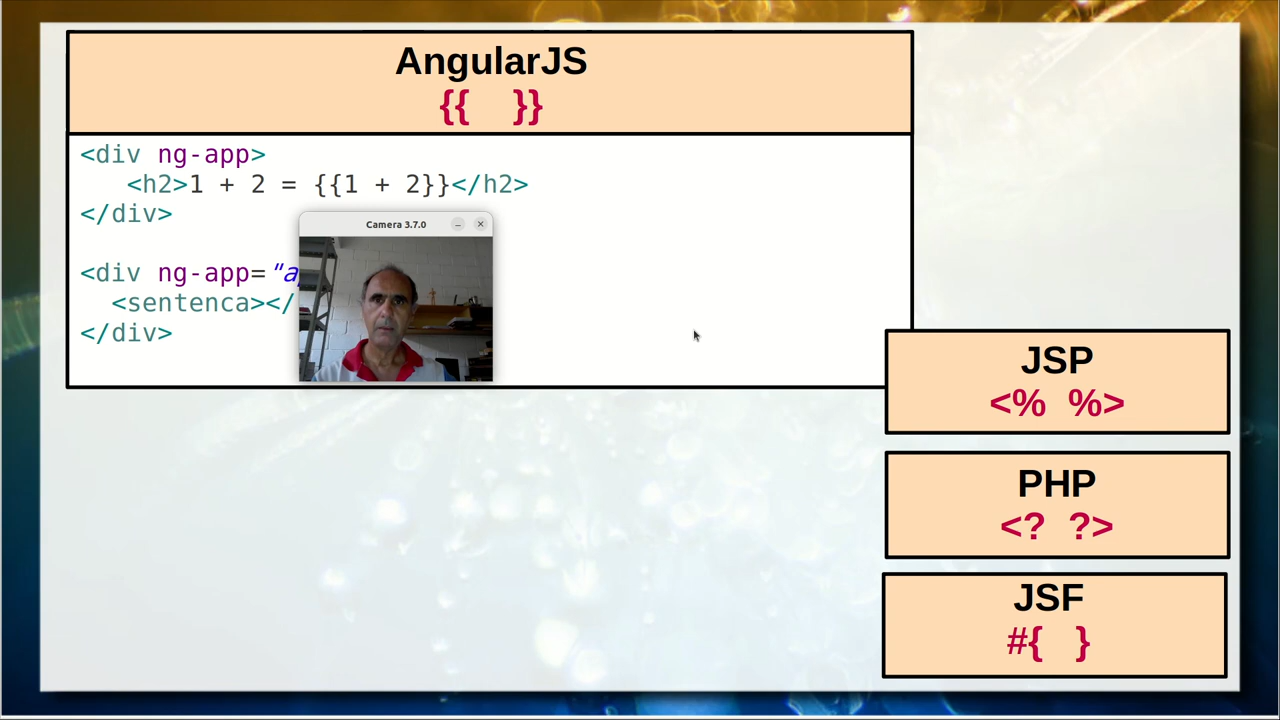 AngularJS
{{ }}
<div ng-app>
<h2>1 + 2 = {{1 + 2}}</h2>
</div>
Camera 3.7.0
<div ng-app="a
<sentenca></
</div>
JSP
<% %>
PHP
<? ?>
JSF
#{ }